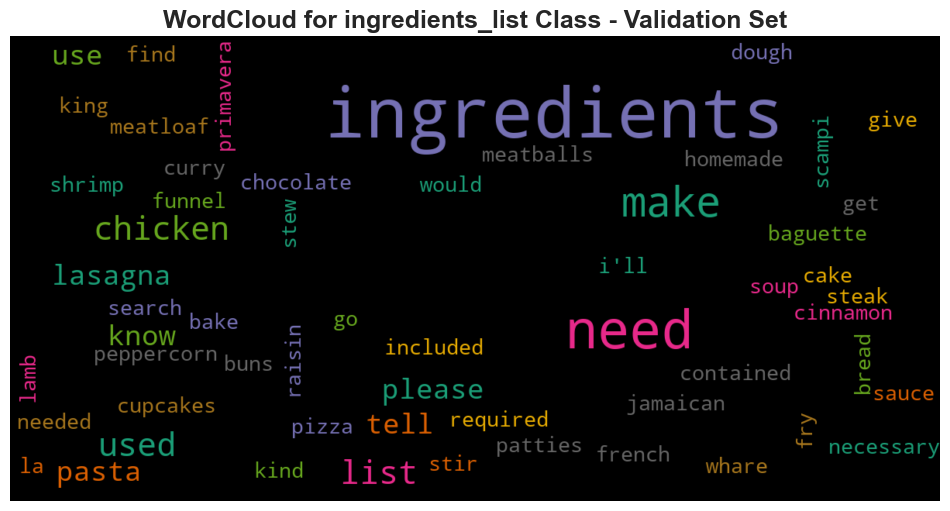 WordCloud for ingredients_list Class - Validation Set
use
find
primavera
dough
king
meatloaf
ingredients
scampi
give
curry
meatballs
homemade
shrimp
chocolate
would
funnel
stew
make
get
chicken
baguette
lasagna
i'll
soup
cake
steak
search
bake
go
cinnamon
know
need
peppercorn
buns
raisin
included
bread
lamb
contained
please
sauce
cupcakes
jamaican
needed
pizza
tell
required
fry
used
patties
french
necessary
la
pasta
kind
list
stir
whare